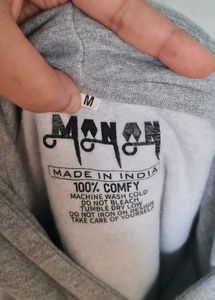 M
MANAN
MADE IN INDIA
100% COMFY
MACHINE WASH COLD
DO NOT BLEACH
TUMBLE DRY LOW
DO NOT IRON ON DESIGN
TAKE CARE OF YOURSELF